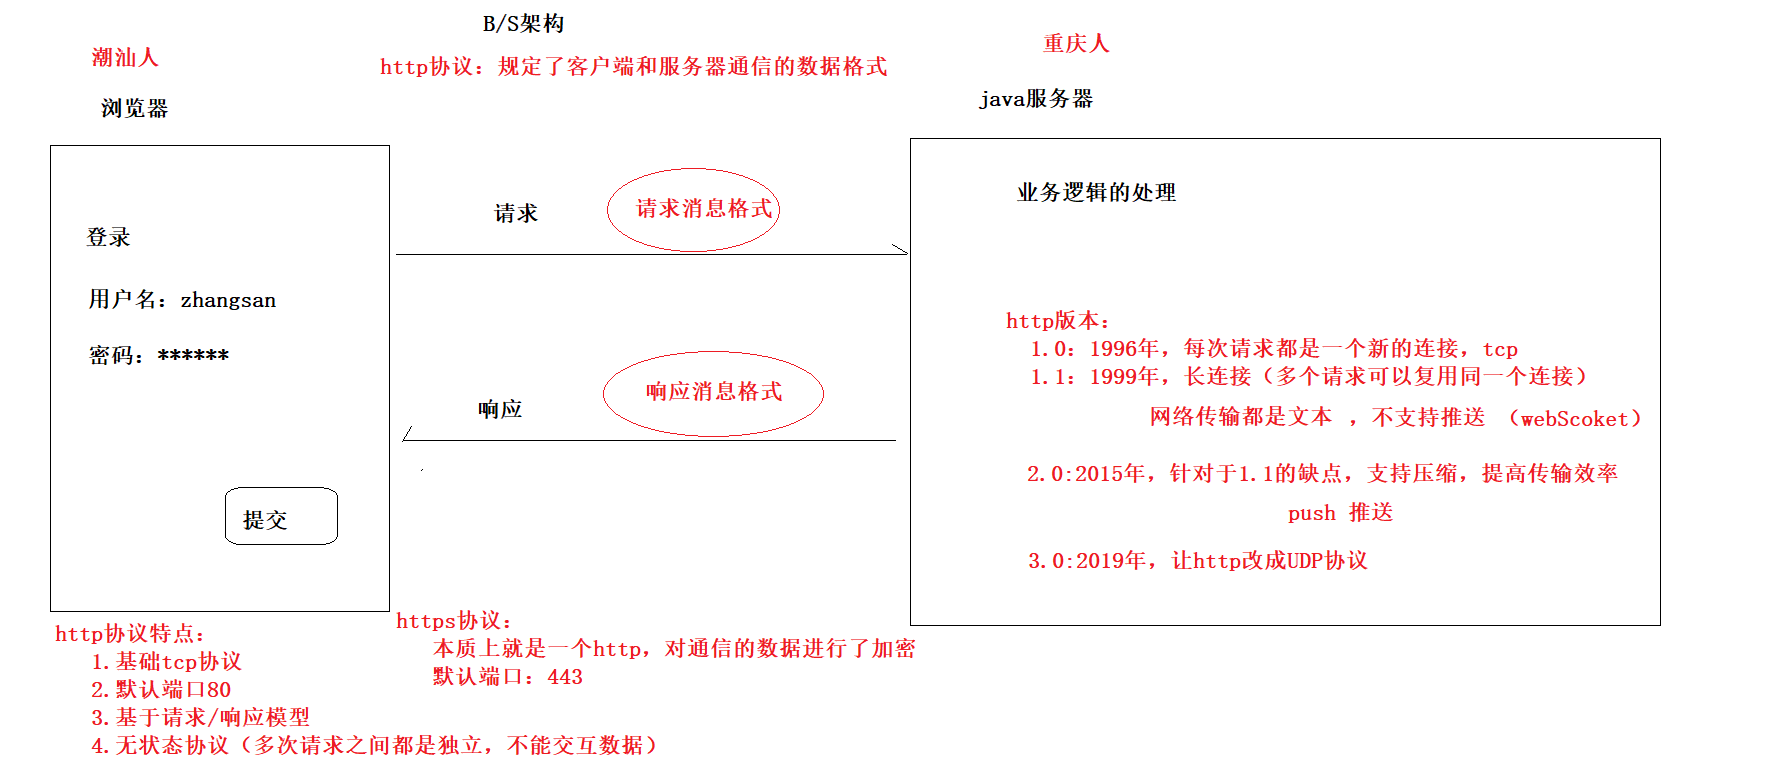 B/S架构
潮汕人
http协议：规定了客户端和服务器通信的数据格式
重庆人
浏览器
java服务器
登录
用户名：zhangsan
密码：******
提交
请求
请求消息格式
响应
响应消息格式
业务逻辑的处理
http版本：
1.0：1996年，每次请求都是一个新的连接，tcp
1.1：1999年，长连接（多个请求可以复用同一个连接）
网络传输都是文本 ，不支持推送 （webScoket）
2.0:2015年，针对于1.1的缺点，支持压缩，提高传输效率
push 推送
3.0:2019年，让http改成UDP协议
http协议特点：
1.基础tcp协议
2.默认端口80
3.基于请求/响应模型
4.无状态协议（多次请求之间都是独立，不能交互数据）
https协议：
本质上就是一个http，对通信的数据进行了加密
默认端口：443